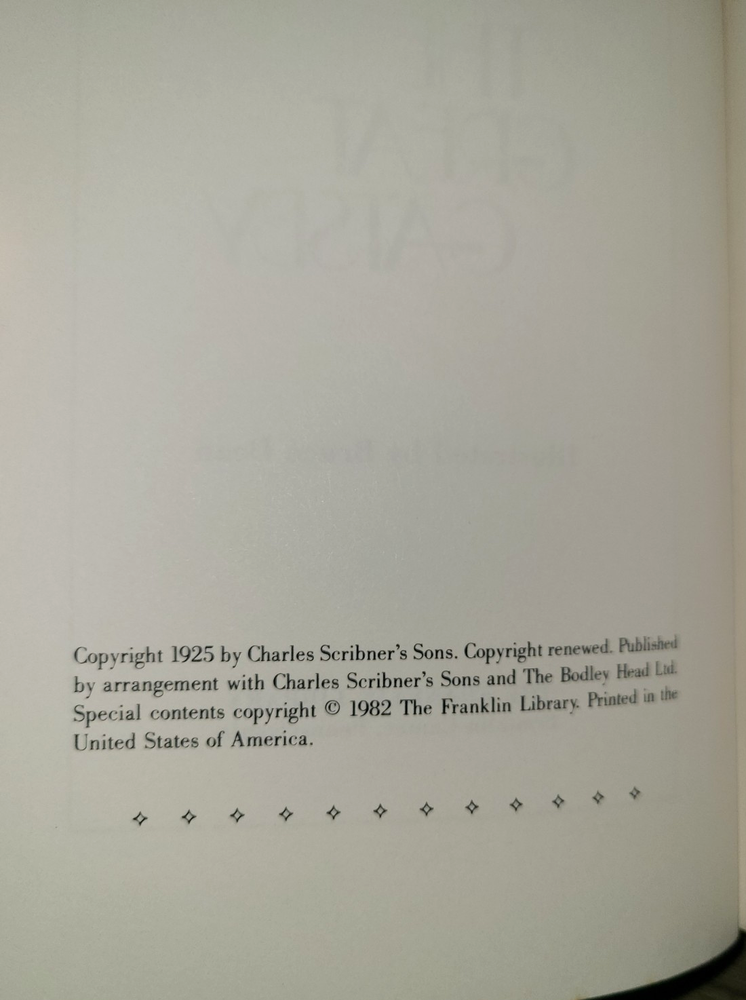 Copyright 1925 by Charles Scribner's Sons. Copyright renewed. Published
by arrangement with Charles Scribner's Sons and The Bodley Head Ltd.
Special contents copyright © 1982 The Franklin Library. Printed in the
United States of America.